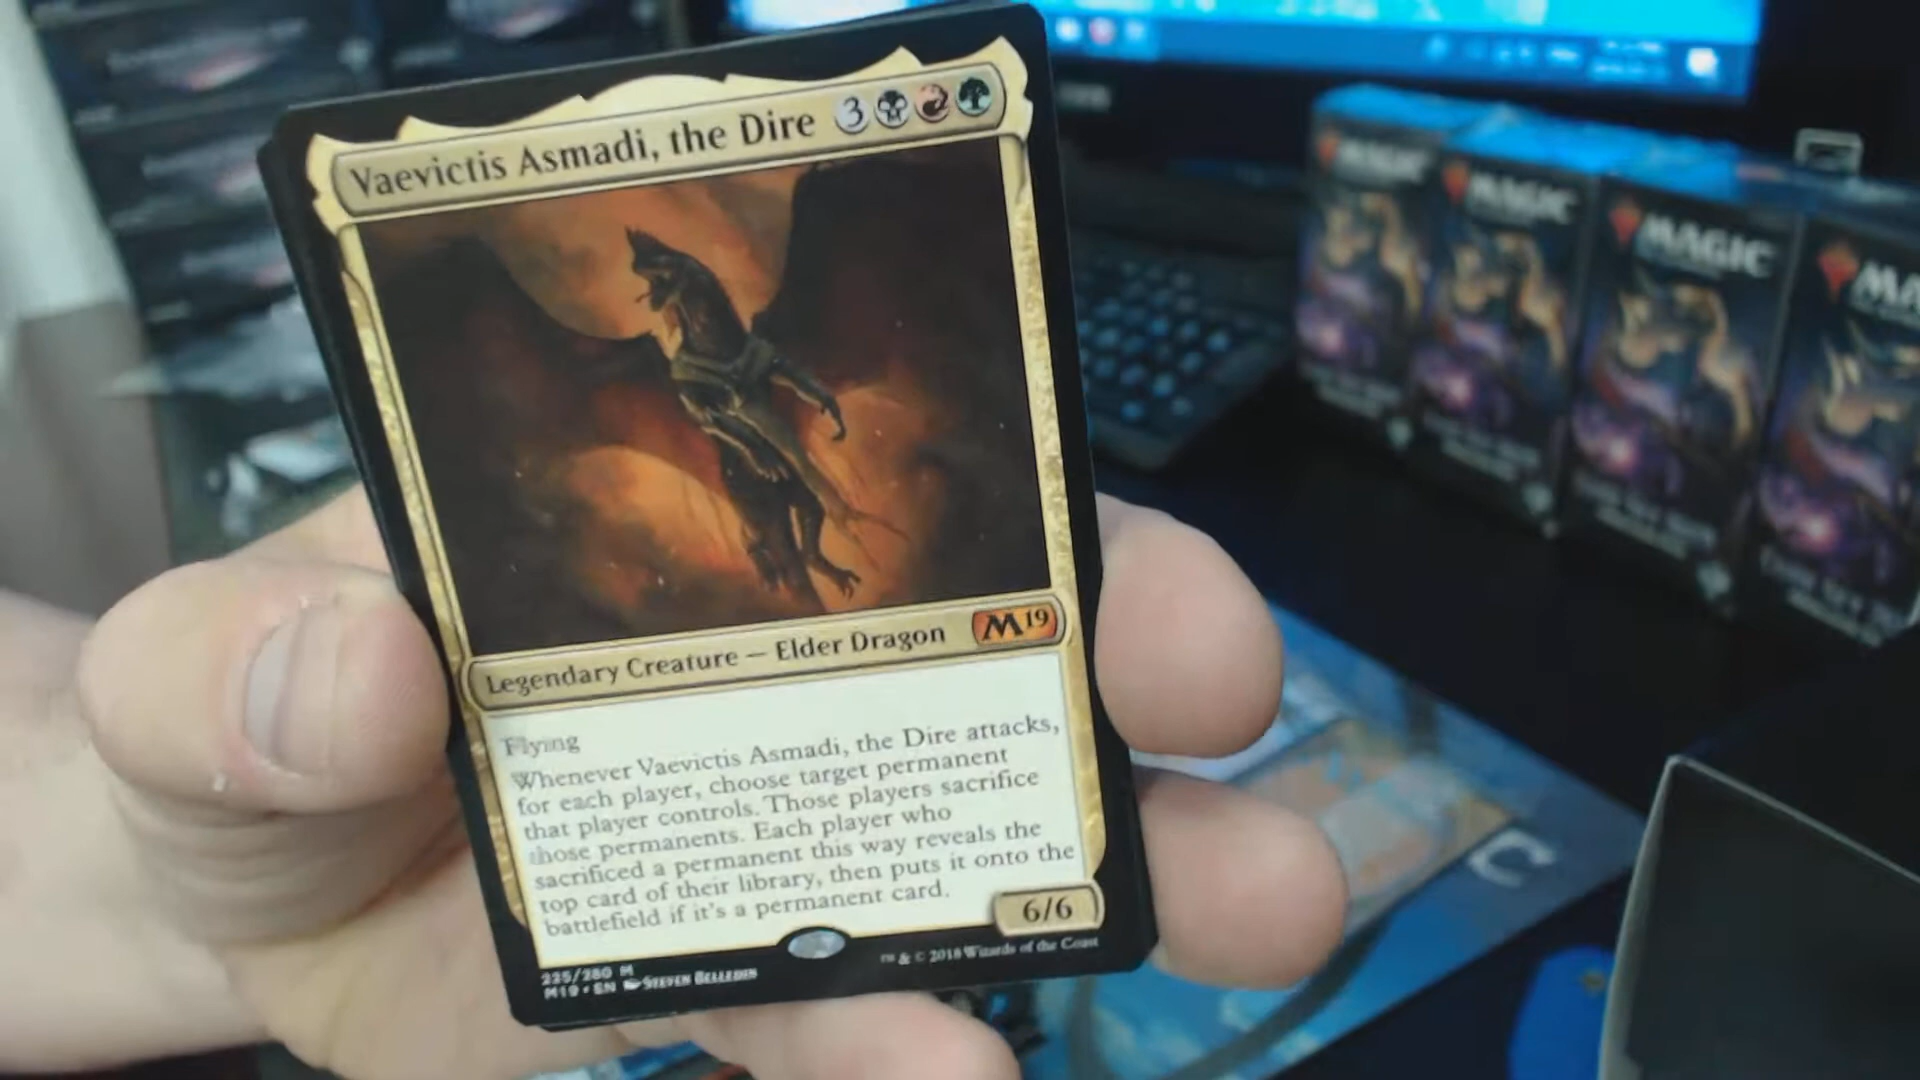 Vaevictis Asmadi, the Dire 3
Legendary Creature — Elder Dragon M19
Flying
Whenever Vaevictis Asmadi, the Dire attacks,
for each player, choose target permanent
that player controls. Those players sacrifice
those permanents. Each player who
sacrificed a permanent this way reveals the
top card of their library, then puts it onto the
battlefield if it's a permanent card.
6/6
225/280 M
M19 • EN STEVEN BELLEDIN
™ & © 2018 Wizards of the Coast
MAGIC
MAGIC
MAGIC
MA
C